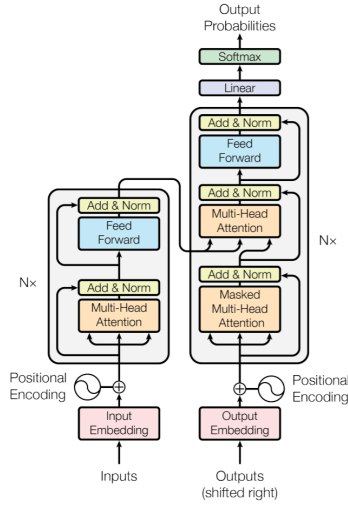 Output
Probabilities
Softmax
Linear
Add & Norm
Feed
Forward
Add & Norm
Multi-Head
Attention
Add & Norm
Masked
Multi-Head
Attention
Nx
Positional
Encoding
Output
Embedding
Outputs
(shifted right)
Add & Norm
Feed
Forward
Add & Norm
Multi-Head
Attention
N×
Positional
Encoding
Input
Embedding
Inputs